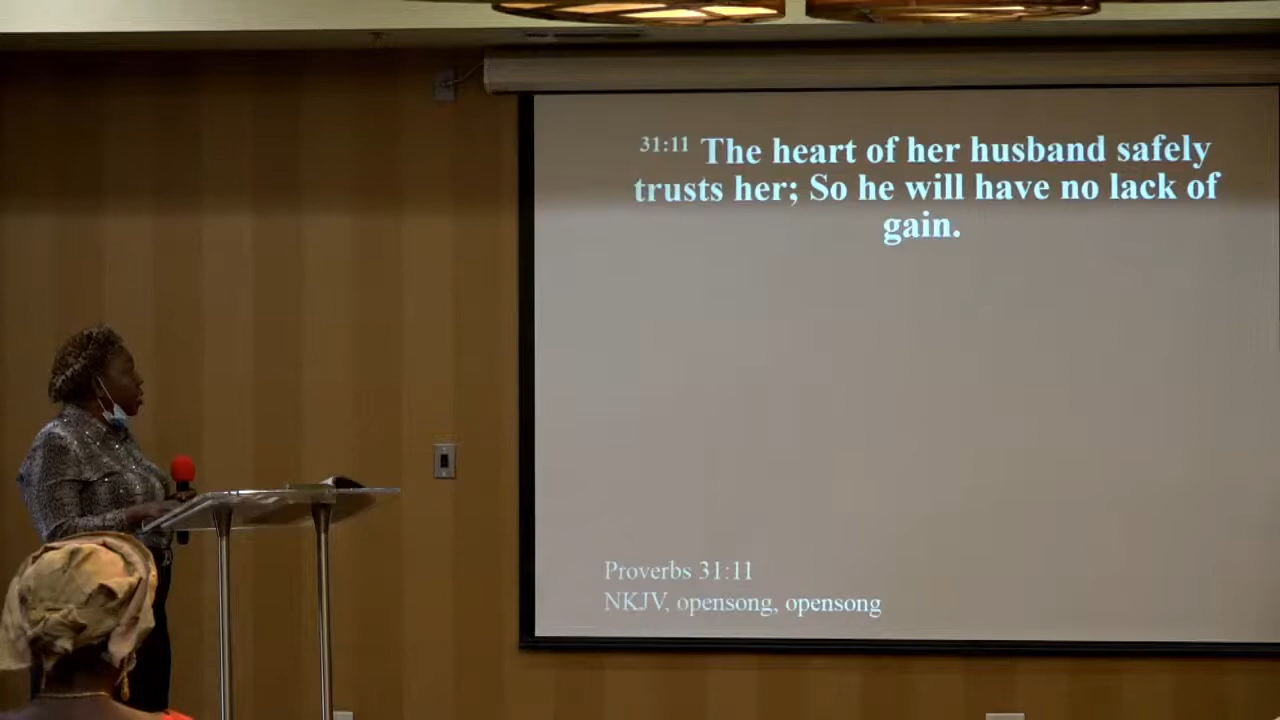 31:11 The heart of her husband safely
trusts her; So he will have no lack of
gain.
Proverbs 31:11
NKJV, opensong, opensong